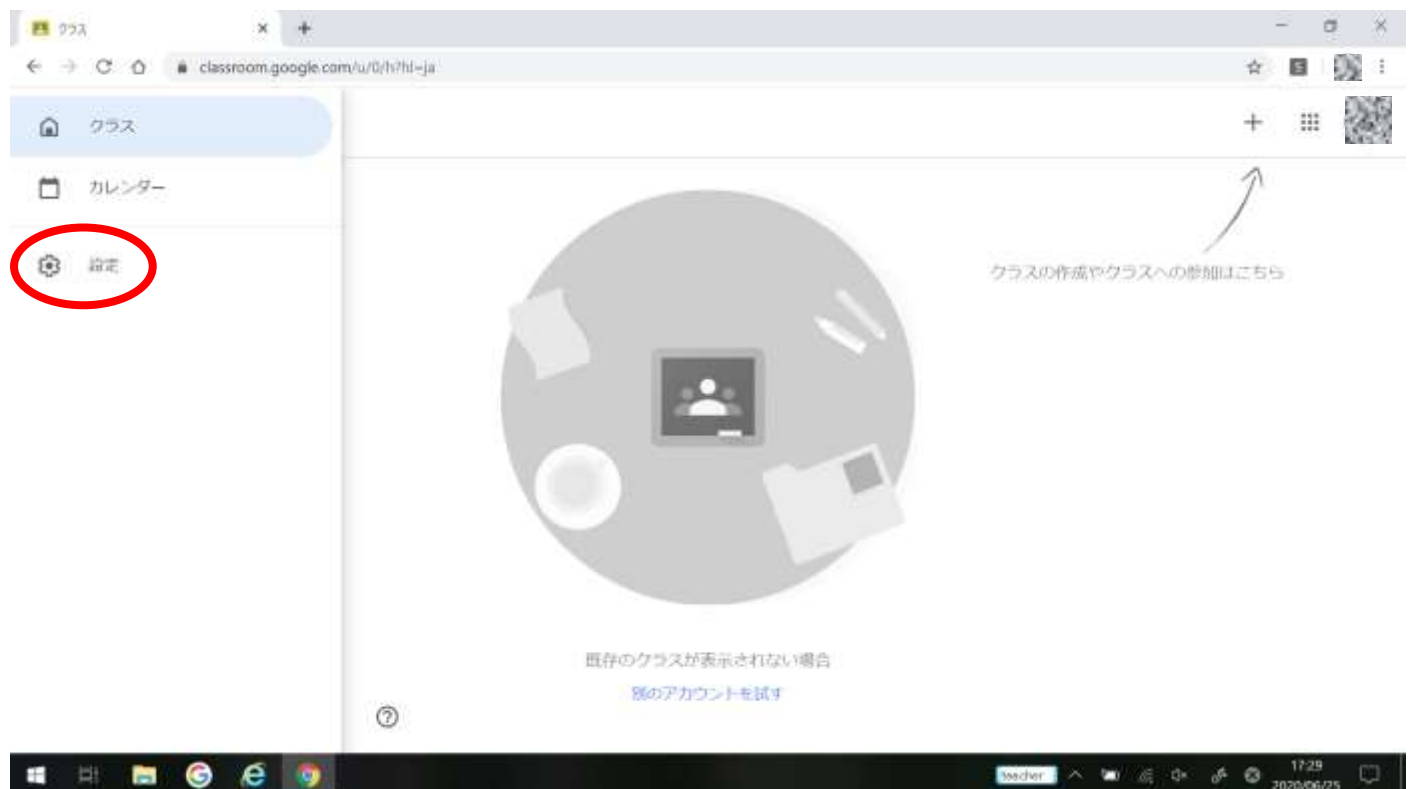 クラス
classroom.google.com/u/0/h?hl=ja
クラス
カレンダー
設定
クラスの作成やクラスへの参加はこちら
既存のクラスが表示されない場合
別のアカウントを試す
teacher
17:29
2020/06/25